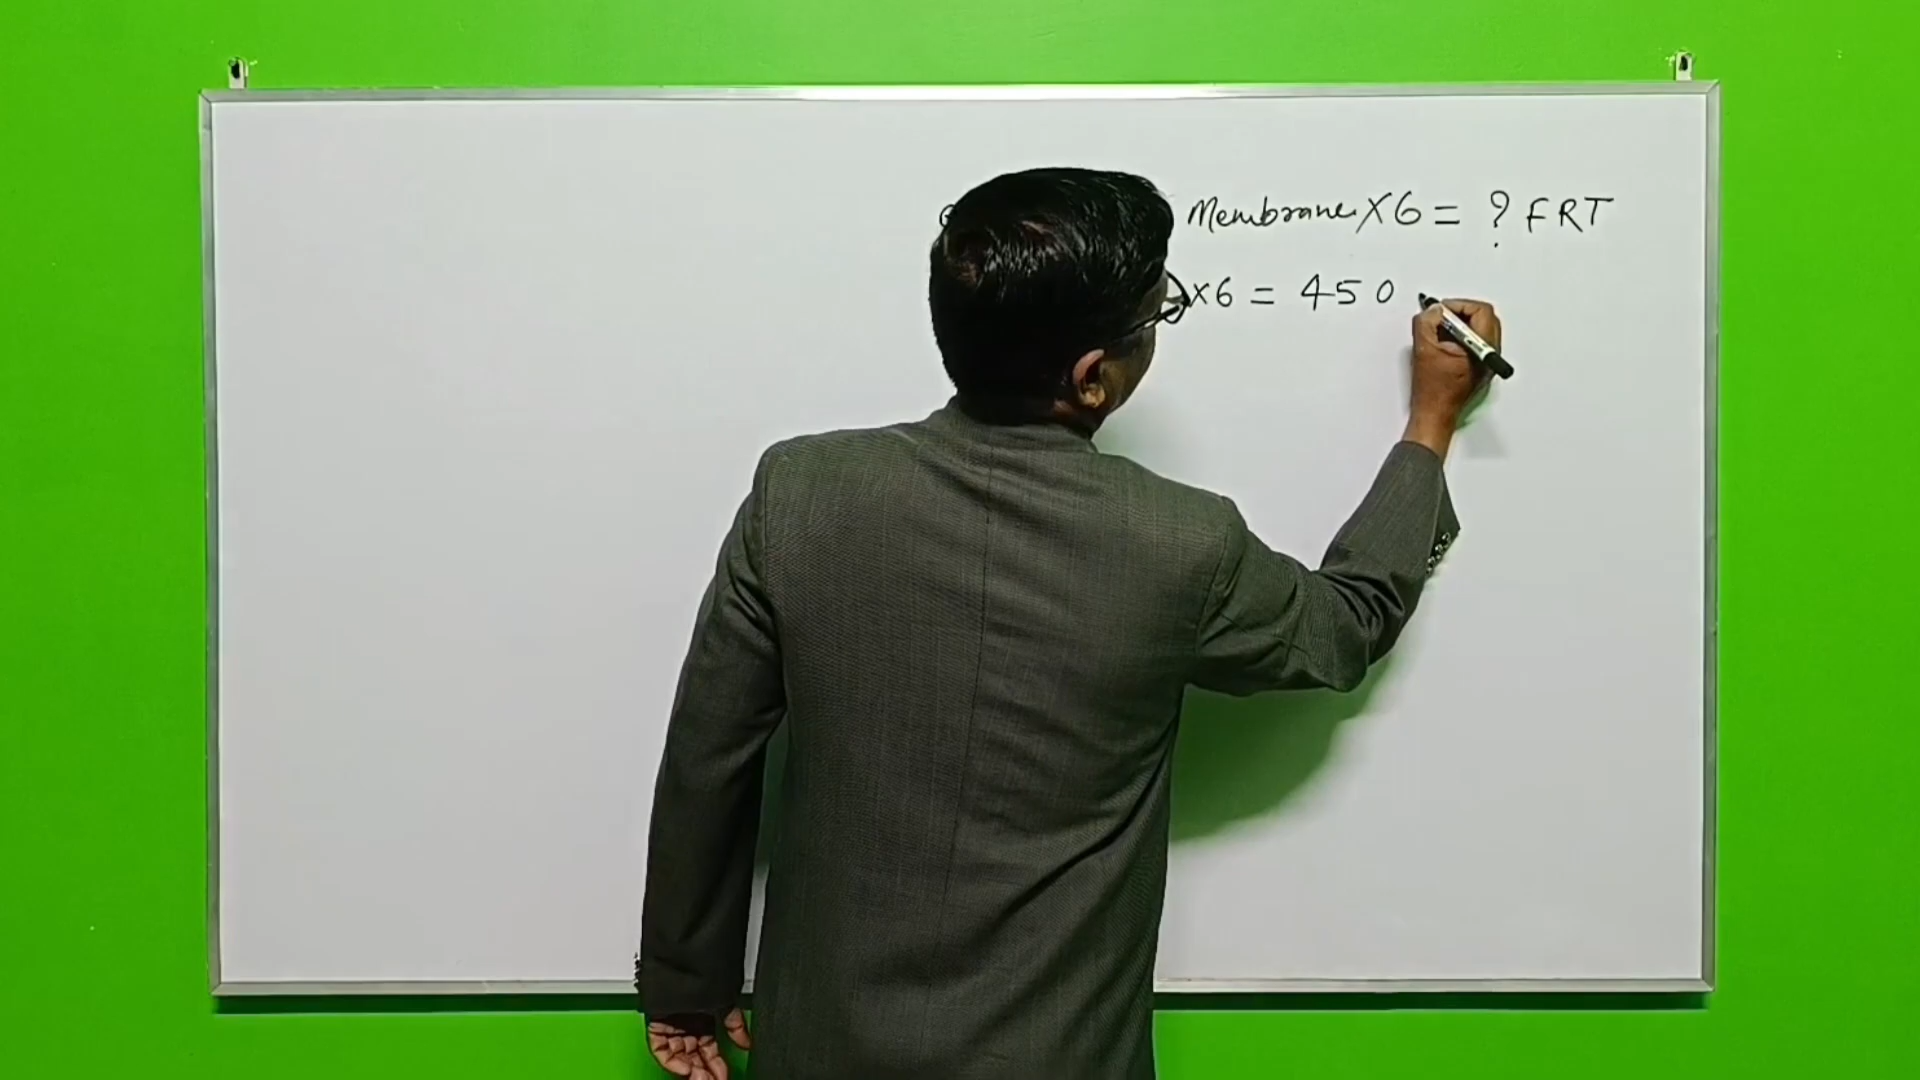 Membrane X6 = ? FRT
x6 = 450